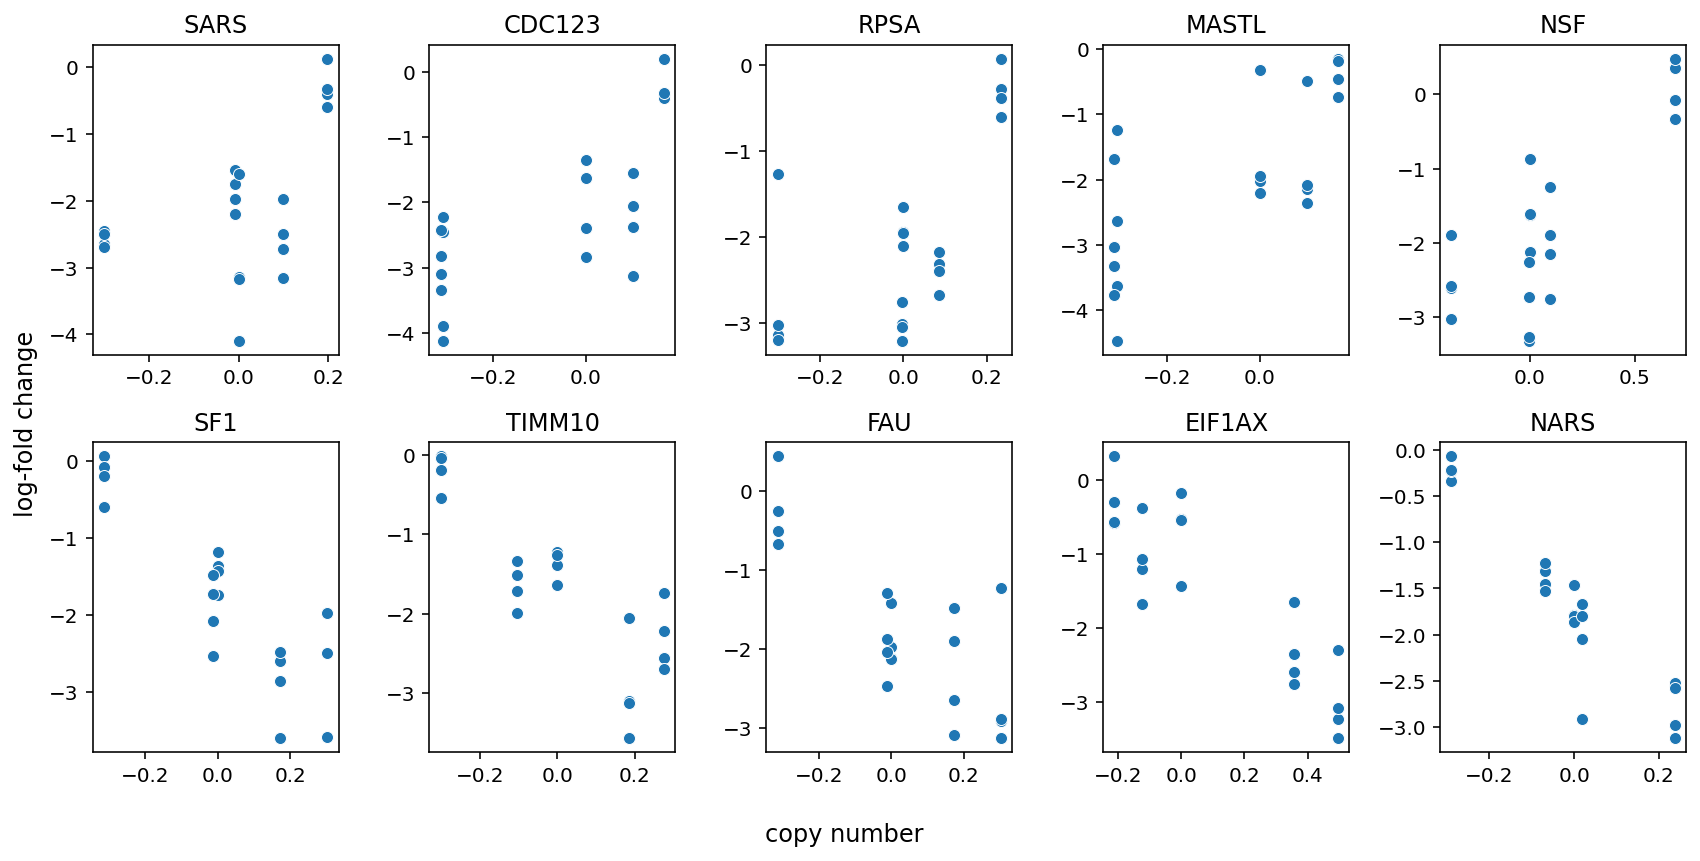 SARS CDC123 RPSA MASTL NSF
0 0 0 0 0
−1 −1 −1 −1 −1
−2 −2 −2 −2 −2
−3 −3 −3 −3 −3
−4 −4 −4
−0.2 0.0 0.2 −0.2 0.0 −0.2 0.0 0.2 −0.2 0.0 0.0 0.5
log-fold change
SF1 TIMM10 FAU EIF1AX NARS
0 0 0 0 0.0
−0.5
−1 −1 −1 −1 −1.0
−1.5
−2 −2 −2 −2 −2.0
−2.5
−3 −3 −3 −3 −3.0
−0.2 0.0 0.2 −0.2 0.0 0.2 −0.2 0.0 0.2 −0.2 0.0 0.2 0.4 −0.2 0.0 0.2
copy number